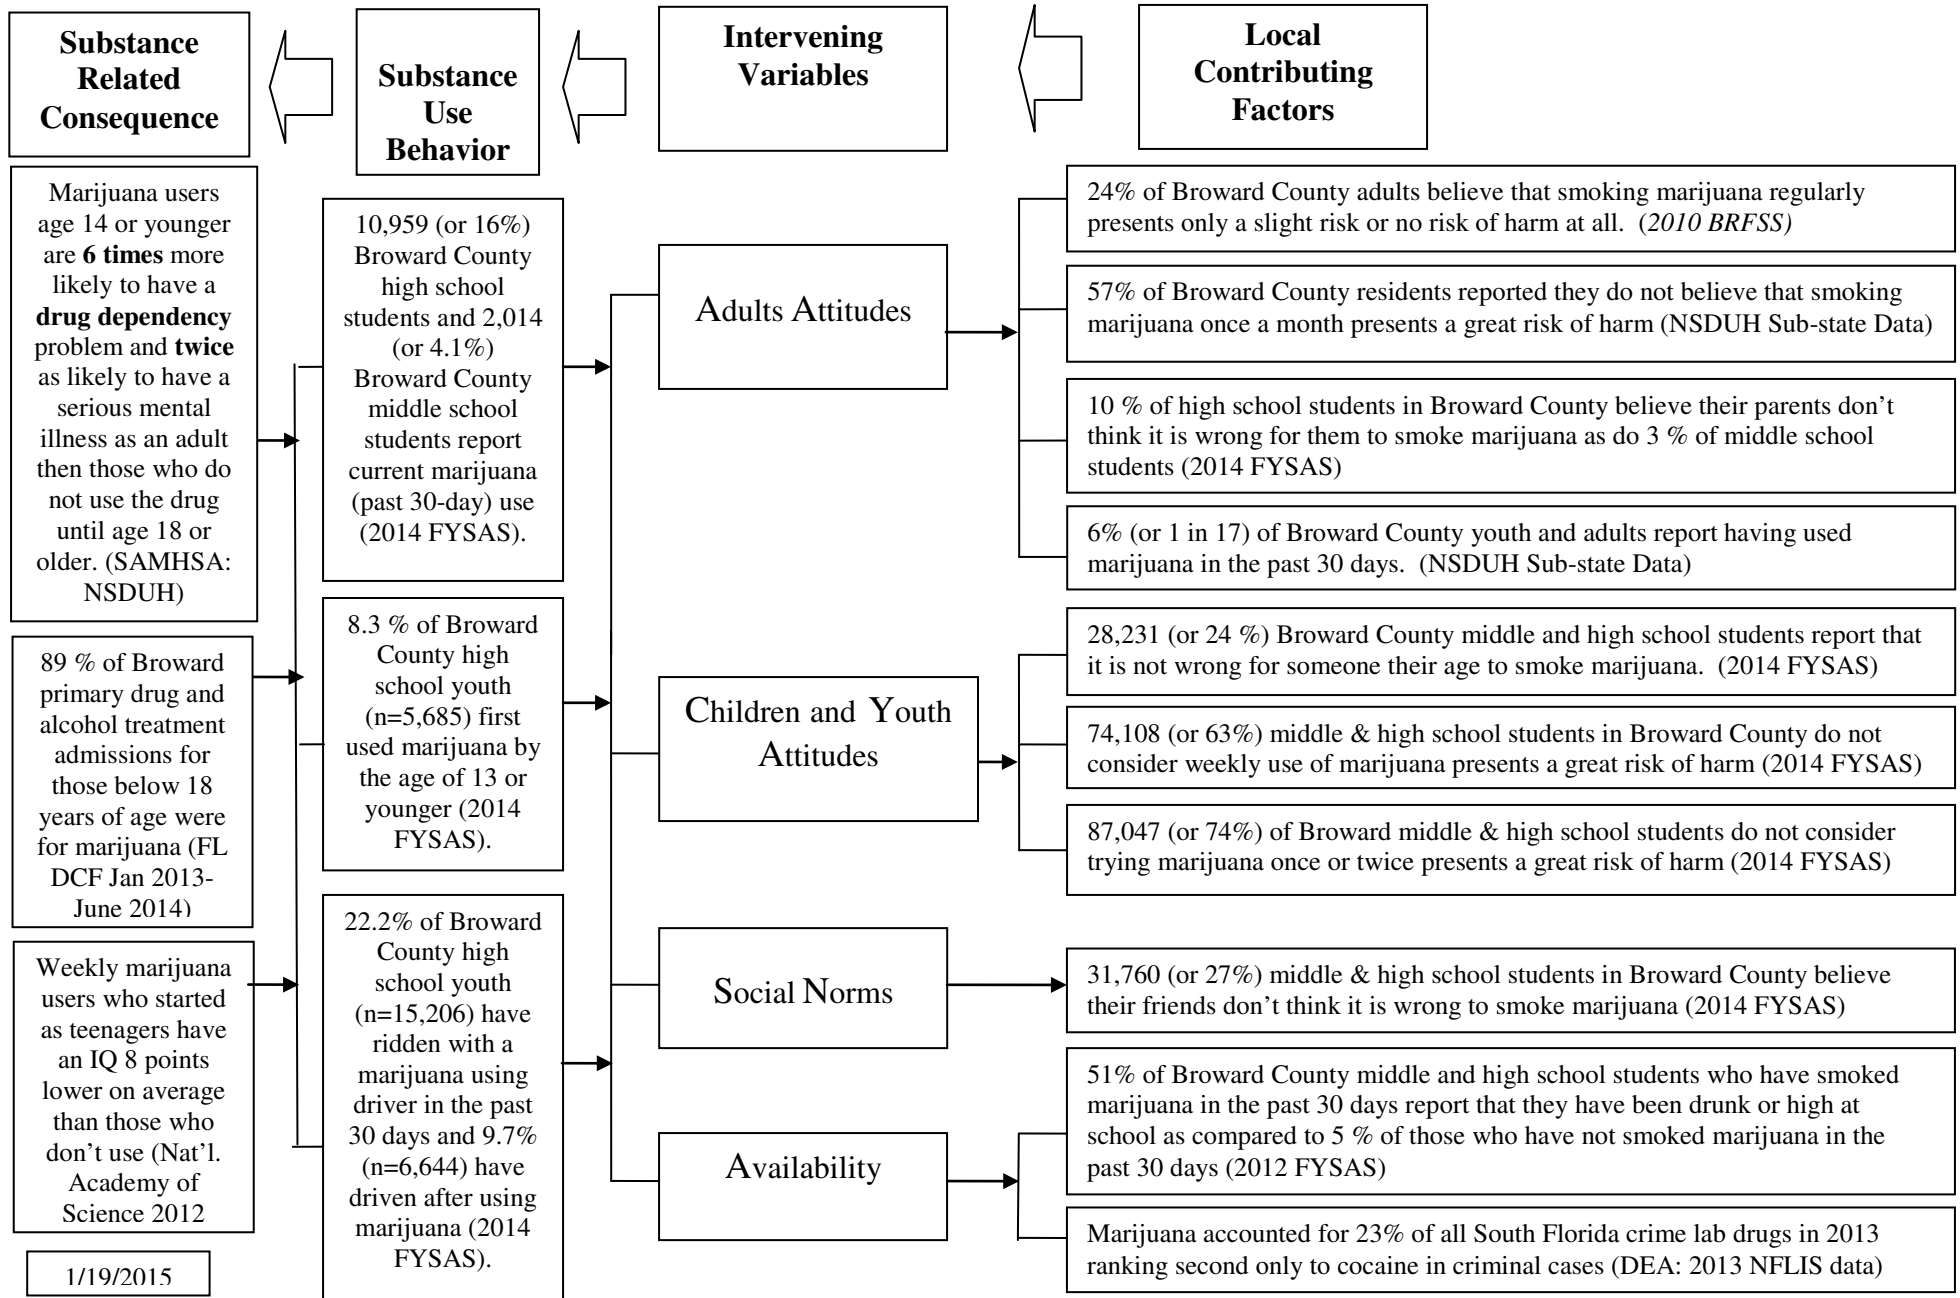 Substance
Related
Consequence
Substance
Use
Behavior
Intervening
Variables
Local
Contributing
Factors
Marijuana users
age 14 or younger
are 6 times more
likely to have a
drug dependency
problem and twice
as likely to have a
serious mental
illness as an adult
then those who do
not use the drug
until age 18 or
older. (SAMHSA:
NSDUH)
89 % of Broward
primary drug and
alcohol treatment
admissions for
those below 18
years of age were
for marijuana (FL
DCF Jan 2013-
June 2014)
Weekly marijuana
users who started
as teenagers have
an IQ 8 points
lower on average
than those who
don't use (Nat'l.
Academy of
Science 2012
1/19/2015
10,959 (or 16%)
Broward County
high school
students and 2,014
(or 4.1%)
Broward County
middle school
students report
current marijuana
(past 30-day) use
(2014 FYSAS).
8.3 % of Broward
County high
school youth
(n=5,685) first
used marijuana by
the age of 13 or
younger (2014
FYSAS).
22.2% of Broward
County high
school youth
(n=15,206) have
ridden with a
marijuana using
driver in the past
30 days and 9.7%
(n=6,644) have
driven after using
marijuana (2014
FYSAS).
Adults Attitudes
Children and Youth
Attitudes
Social Norms
Availability
24% of Broward County adults believe that smoking marijuana regularly
presents only a slight risk or no risk of harm at all.  (2010 BRFSS)
57% of Broward County residents reported they do not believe that smoking
marijuana once a month presents a great risk of harm (NSDUH Sub-state Data)
10 % of high school students in Broward County believe their parents don't
think it is wrong for them to smoke marijuana as do 3 % of middle school
students (2014 FYSAS)
6% (or 1 in 17) of Broward County youth and adults report having used
marijuana in the past 30 days.  (NSDUH Sub-state Data)
28,231 (or 24 %) Broward County middle and high school students report that
it is not wrong for someone their age to smoke marijuana.  (2014 FYSAS)
74,108 (or 63%) middle & high school students in Broward County do not
consider weekly use of marijuana presents a great risk of harm (2014 FYSAS)
87,047 (or 74%) of Broward middle & high school students do not consider
trying marijuana once or twice presents a great risk of harm (2014 FYSAS)
31,760 (or 27%) middle & high school students in Broward County believe
their friends don't think it is wrong to smoke marijuana (2014 FYSAS)
51% of Broward County middle and high school students who have smoked
marijuana in the past 30 days report that they have been drunk or high at
school as compared to 5 % of those who have not smoked marijuana in the
past 30 days (2012 FYSAS)
Marijuana accounted for 23% of all South Florida crime lab drugs in 2013
ranking second only to cocaine in criminal cases (DEA: 2013 NFLIS data)